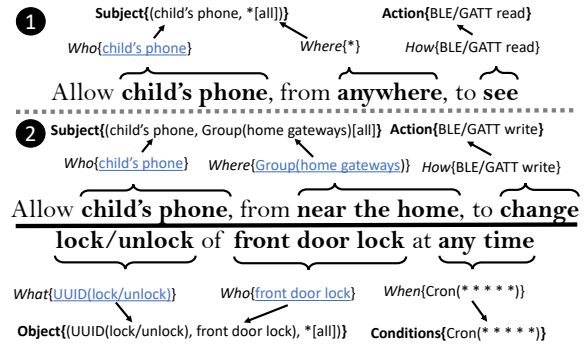 1 Subject{(child's phone, *[all])} Action{BLE/GATT read}
Who{child's phone} Where{*} How{BLE/GATT read}
Allow child's phone, from anywhere, to see
2 Subject{(child's phone, Group(home gateways)[all]} Action{BLE/GATT write}
Who{child's phone} Where{Group(home gateways)} How{BLE/GATT write}
Allow child's phone, from near the home, to change
lock/unlock of front door lock at any time
What{UUID(lock/unlock)} Who{front door lock} When{Cron(* * * * *)}
Object{(UUID(lock/unlock), front door lock), *[all])} Conditions{Cron(* * * * *)}